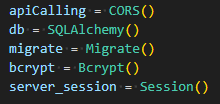 apiCalling = CORS()
db = SQLAlchemy()
migrate = Migrate()
bcrypt = Bcrypt()
server_session = Session()